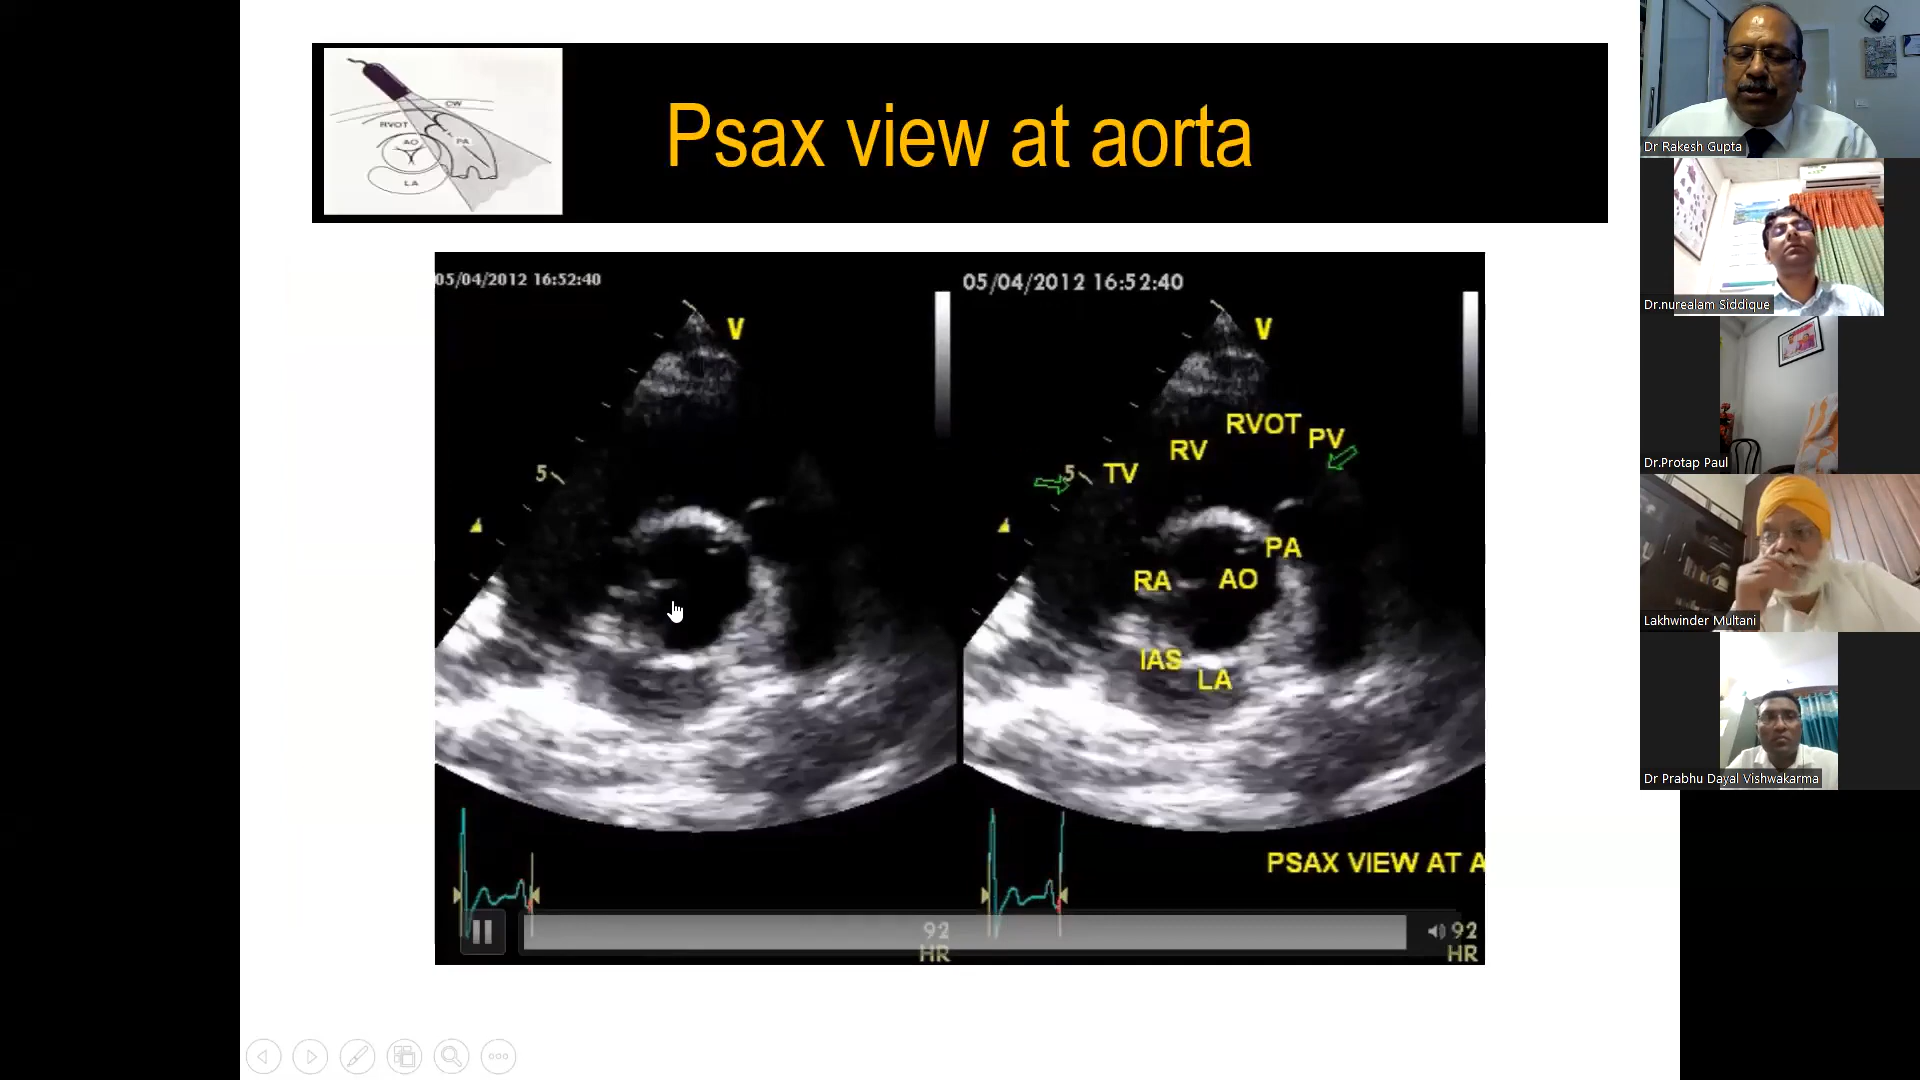 CW
RVOT
AO
PA
LA
Psax view at aorta
05/04/2012 16:52:40
V
5
92
HR
05/04/2012 16:52:40
V
RVOT
PV
RV
5
TV
PA
RA
AO
IAS
LA
PSAX VIEW AT A
92
HR
Dr Rakesh Gupta
Dr.nurealam Siddique
Dr.Protap Paul
Lakhwinder Multani
Dr Prabhu Dayal Vishwakarma